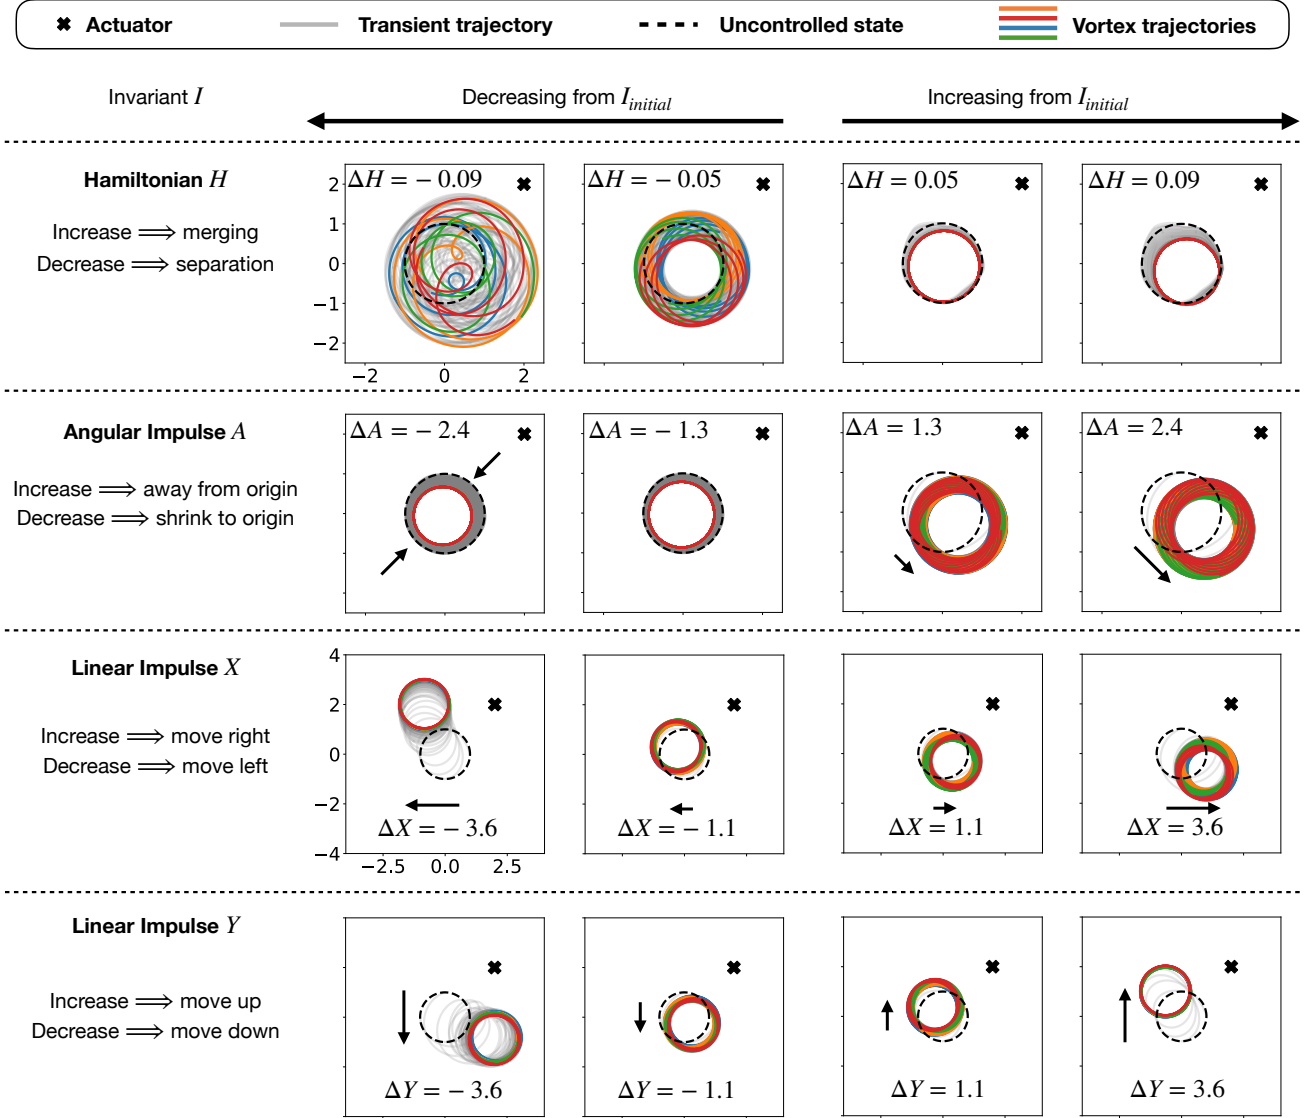 ✖ Actuator Transient trajectory Uncontrolled state Vortex trajectories
Invariant I Decreasing from I_initial Increasing from I_initial
Hamiltonian H
Increase ⟹ merging
Decrease ⟹ separation
ΔH = − 0.09 ΔH = − 0.05 ΔH = 0.05 ΔH = 0.09
2
1
0
−1
−2
−2 0 2
Angular Impulse A
Increase ⟹ away from origin
Decrease ⟹ shrink to origin
ΔA = − 2.4 ΔA = − 1.3 ΔA = 1.3 ΔA = 2.4
Linear Impulse X
Increase ⟹ move right
Decrease ⟹ move left
4
2
0
−2
−4
ΔX = − 3.6 ΔX = − 1.1 ΔX = 1.1 ΔX = 3.6
−2.5 0.0 2.5
Linear Impulse Y
Increase ⟹ move up
Decrease ⟹ move down
ΔY = − 3.6 ΔY = − 1.1 ΔY = 1.1 ΔY = 3.6